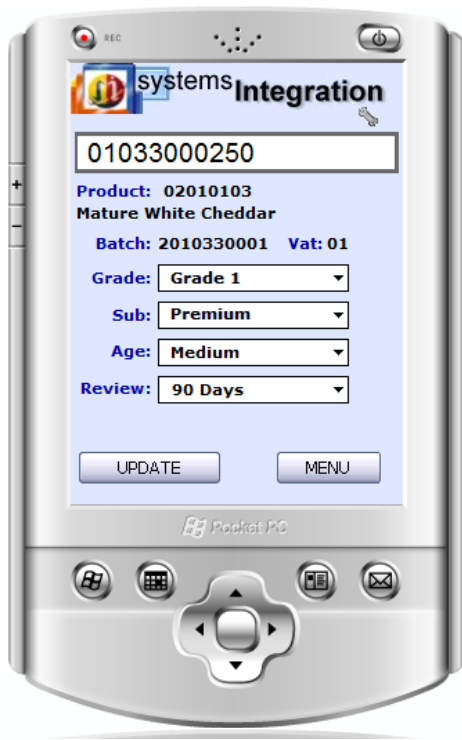 REC
systems Integration
01033000250
Product: 02010103
Mature White Cheddar
Batch: 2010330001 Vat: 01
Grade: Grade 1
Sub: Premium
Age: Medium
Review: 90 Days
UPDATE MENU
Pocket PC